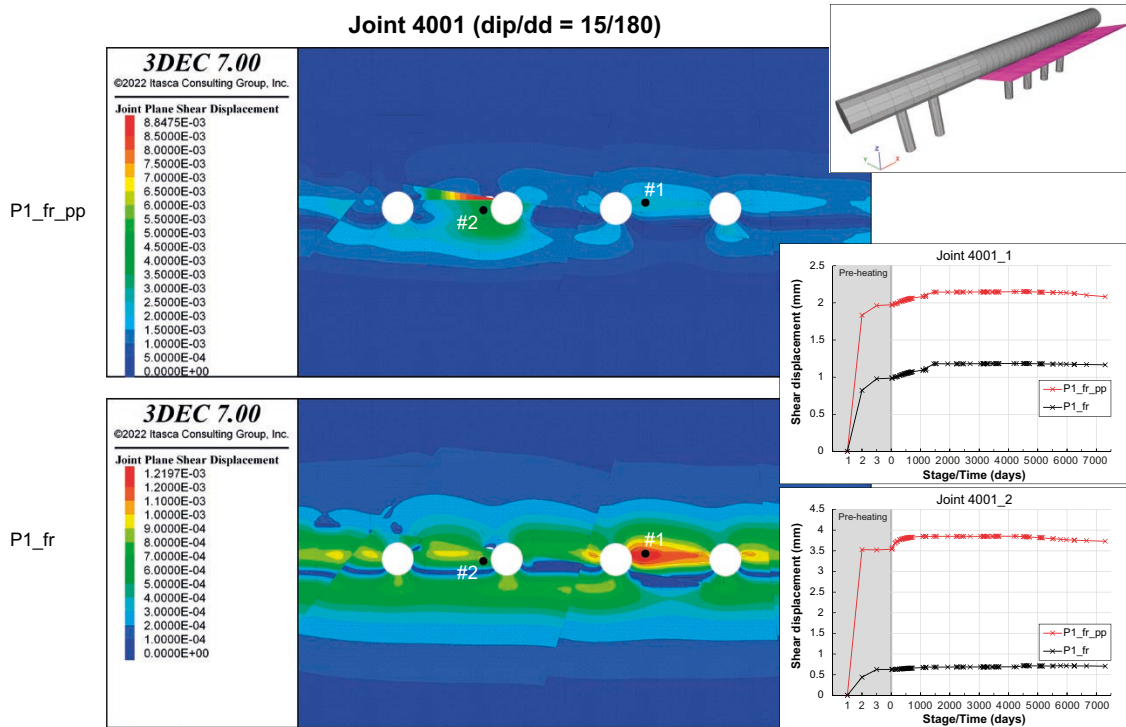 Joint 4001 (dip/dd = 15/180)
Z
Y
X
P1_fr_pp
3DEC 7.00
©2022 Itasca Consulting Group, Inc.
Joint Plane Shear Displacement
8.8475E-03
8.5000E-03
8.0000E-03
7.5000E-03
7.0000E-03
6.5000E-03
6.0000E-03
5.5000E-03
5.0000E-03
4.5000E-03
4.0000E-03
3.5000E-03
3.0000E-03
2.5000E-03
2.0000E-03
1.5000E-03
1.0000E-03
5.0000E-04
0.0000E+00
#1
#2
Joint 4001_1
Pre-heating
Shear displacement (mm)
2.5
2
1.5
1
0.5
0
P1_fr_pp
P1_fr
1 2 3 0 1000 2000 3000 4000 5000 6000 7000
Stage/Time (days)
P1_fr
3DEC 7.00
©2022 Itasca Consulting Group, Inc.
Joint Plane Shear Displacement
1.2197E-03
1.2000E-03
1.1000E-03
1.0000E-03
9.0000E-04
8.0000E-04
7.0000E-04
6.0000E-04
5.0000E-04
4.0000E-04
3.0000E-04
2.0000E-04
1.0000E-04
0.0000E+00
#1
#2
Joint 4001_2
Pre-heating
Shear displacement (mm)
4.5
4
3.5
3
2.5
2
1.5
1
0.5
0
P1_fr_pp
P1_fr
1 2 3 0 1000 2000 3000 4000 5000 6000 7000
Stage/Time (days)